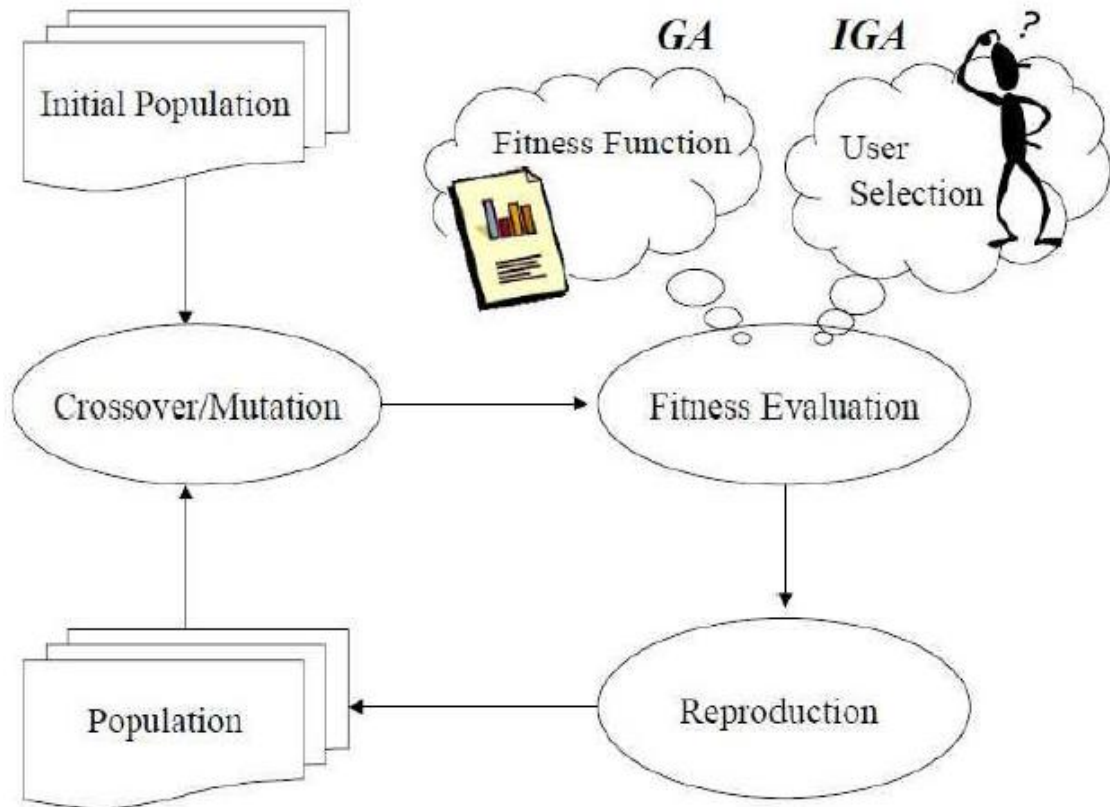 GA
IGA
?
Initial Population
Fitness Function
User
Selection
Crossover/Mutation
Fitness Evaluation
Population
Reproduction